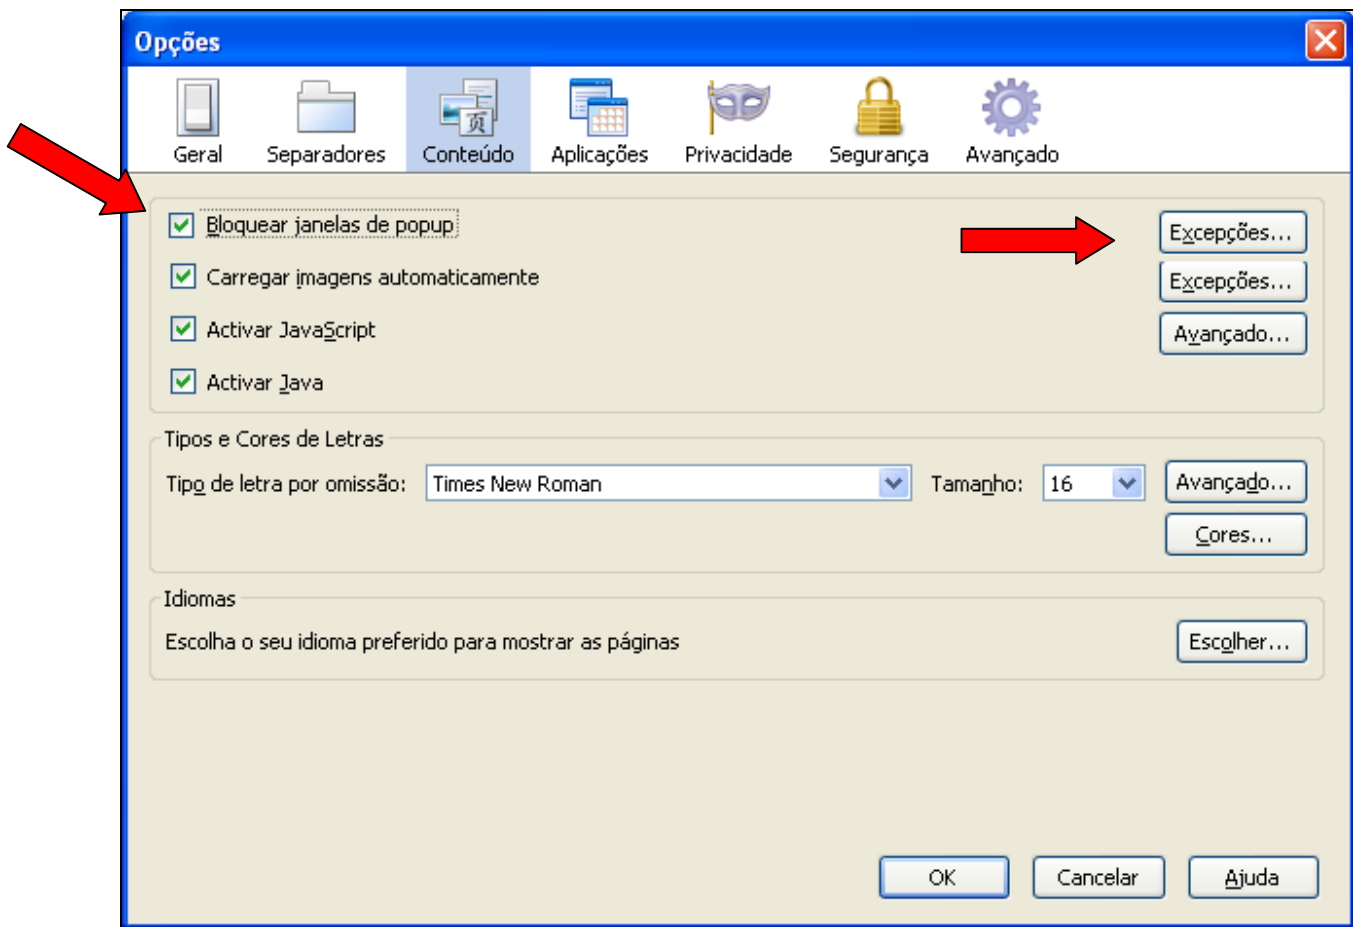 Opções
Geral Separadores Conteúdo Aplicações Privacidade Segurança Avançado
页
Bloquear janelas de popup Excepções...
Carregar imagens automaticamente Excepções...
Activar JavaScript Avançado...
Activar Java
Tipos e Cores de Letras
Tipo de letra por omissão: Times New Roman Tamanho: 16 Avançado...
Cores...
Idiomas
Escolha o seu idioma preferido para mostrar as páginas Escolher...
OK Cancelar Ajuda